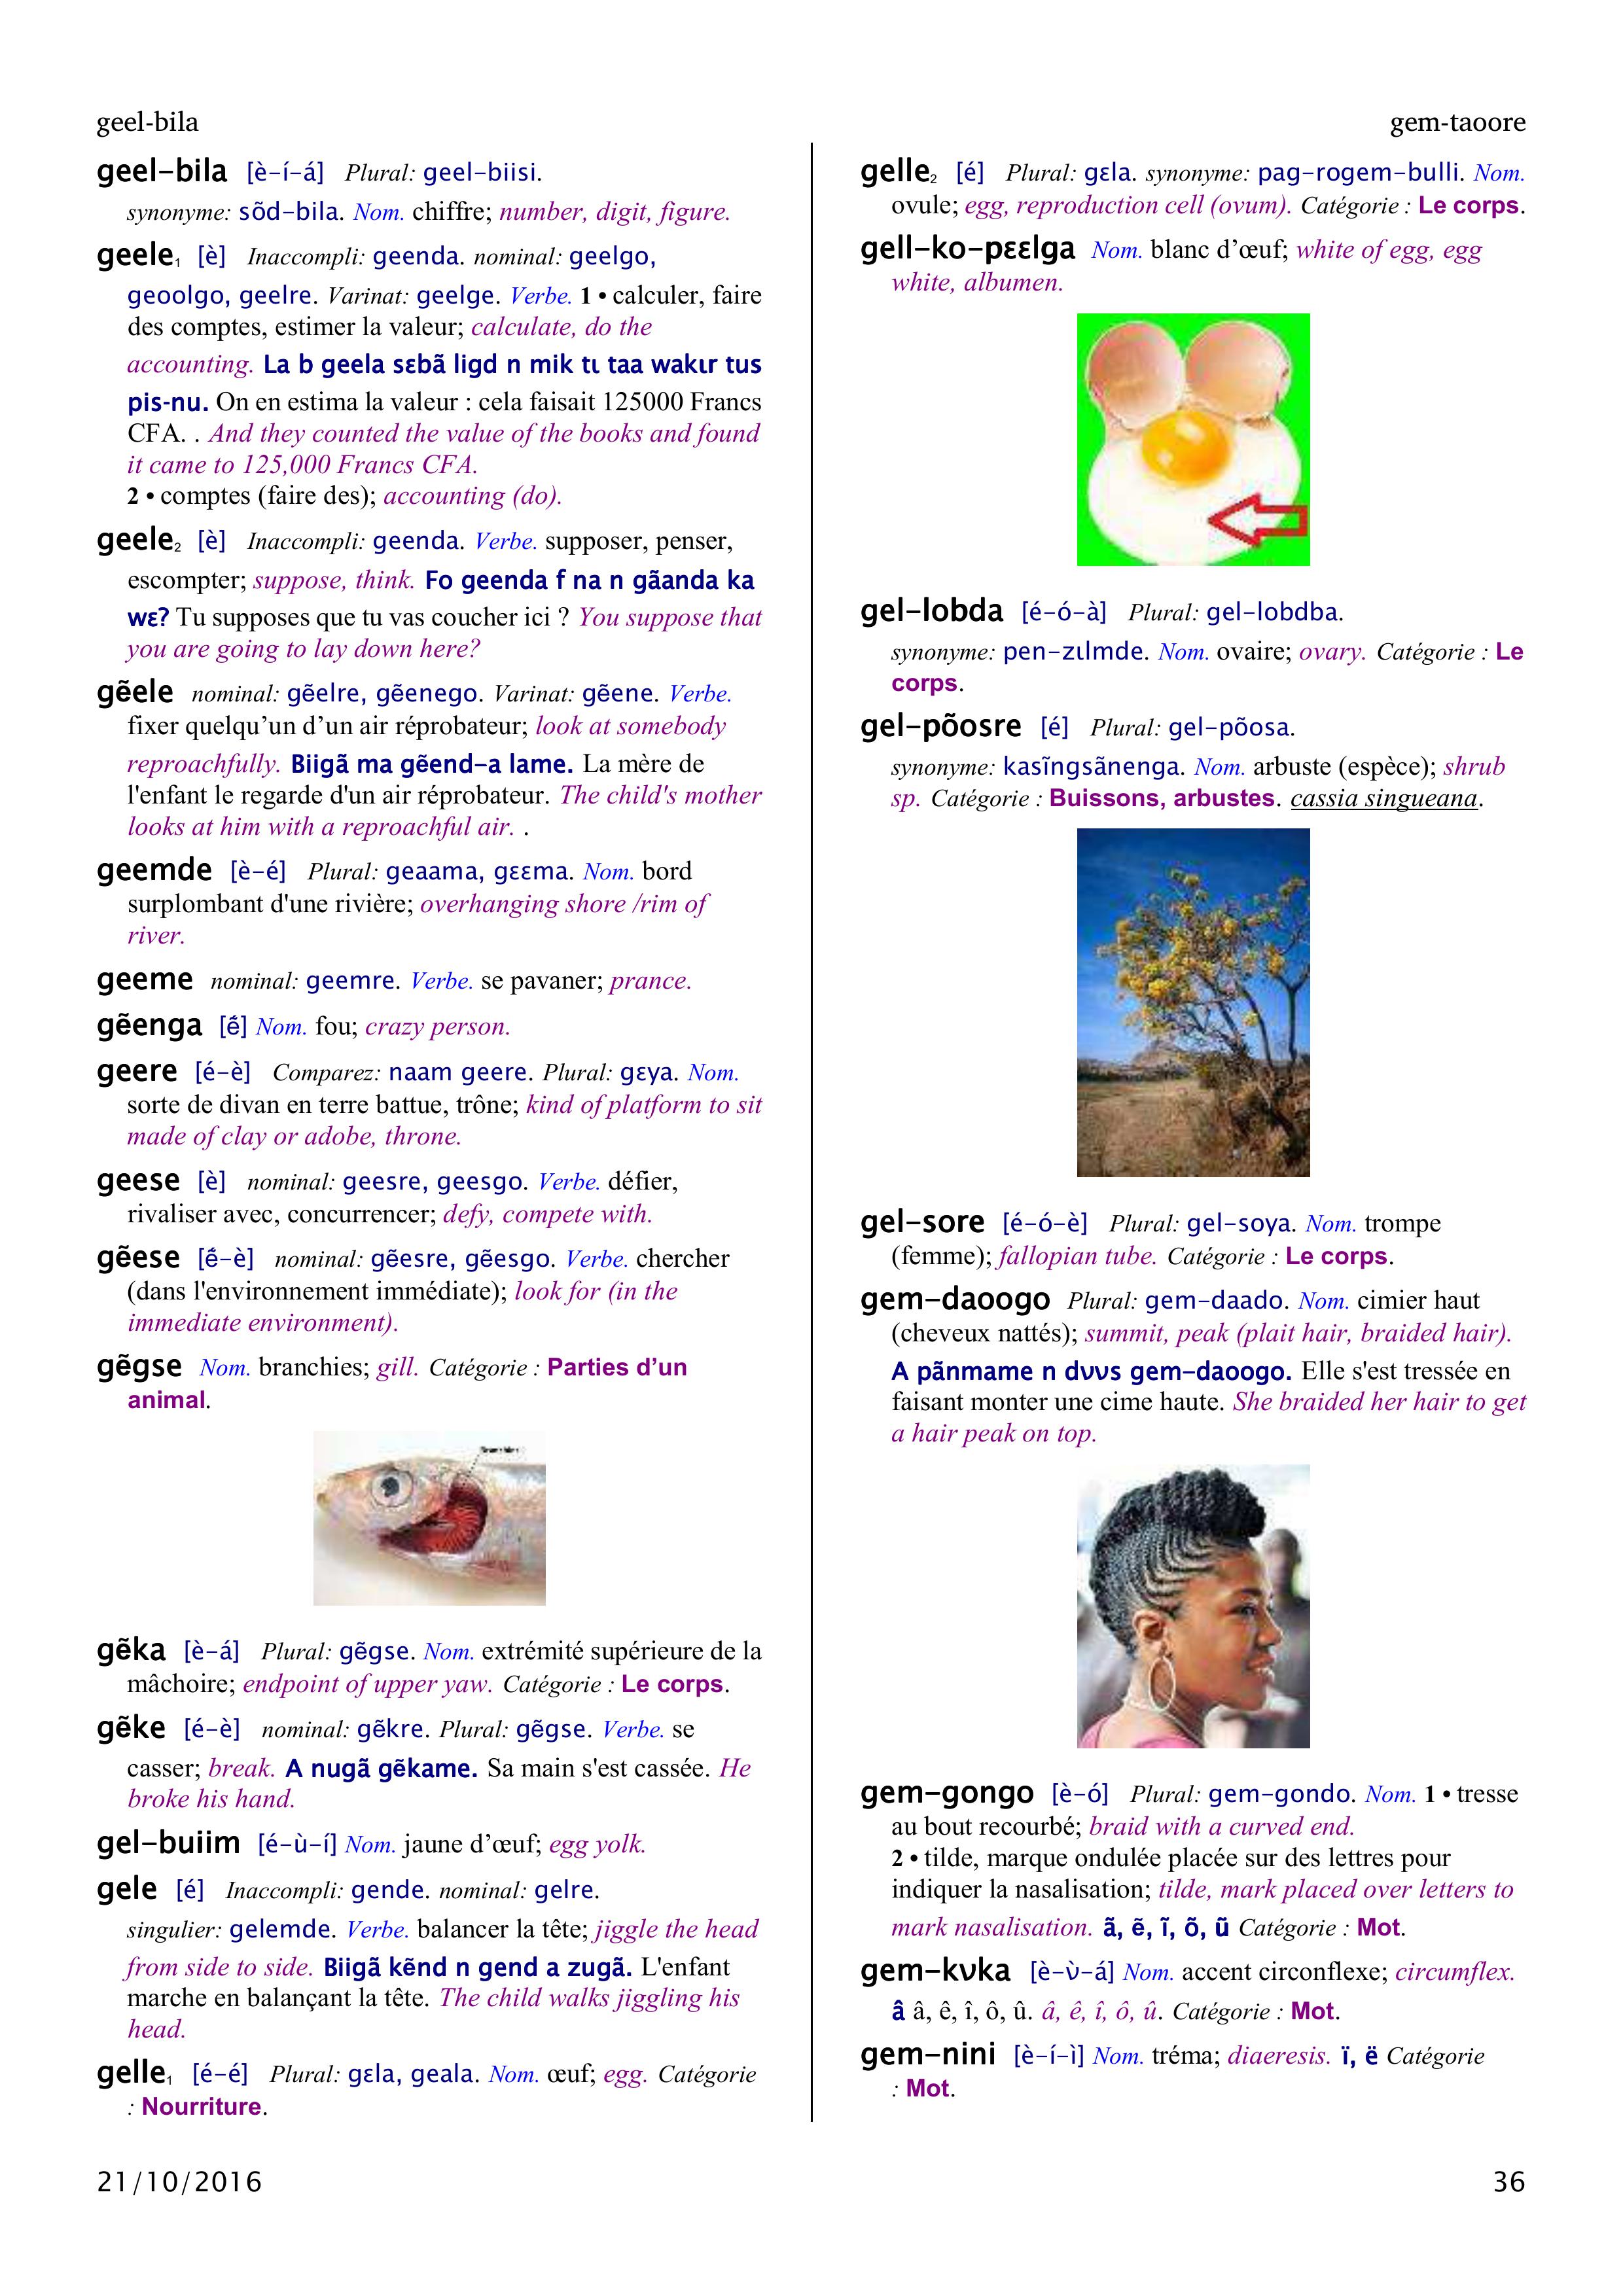 geel-bila
gem-taoore
geel–bila [è–í–á] Plural: geel–biisi.
synonyme: sõd–bila. Nom. chiffre; number, digit, figure.
geele₁ [è] Inaccompli: geenda. nominal: geelgo,
geoolgo, geelre. Varinat: geelge. Verbe. 1 • calculer, faire
des comptes, estimer la valeur; calculate, do the
accounting. La b geela sɛbã ligd n mik tɩ taa wakɩr tus
pis-nu. On en estima la valeur : cela faisait 125000 Francs
CFA. . And they counted the value of the books and found
it came to 125,000 Francs CFA.
2 • comptes (faire des); accounting (do).
geele₂ [è] Inaccompli: geenda. Verbe. supposer, penser,
escompter; suppose, think. Fo geenda f na n gãanda ka
wɛ? Tu supposes que tu vas coucher ici ? You suppose that
you are going to lay down here?
gẽele nominal: gẽelre, gẽenego. Varinat: gẽene. Verbe.
fixer quelqu’un d’un air réprobateur; look at somebody
reproachfully. Biigã ma gẽend–a lame. La mère de
l'enfant le regarde d'un air réprobateur. The child's mother
looks at him with a reproachful air. .
geemde [è–é] Plural: geaama, gɛɛma. Nom. bord
surplombant d'une rivière; overhanging shore /rim of
river.
geeme nominal: geemre. Verbe. se pavaner; prance.
gẽenga [ẽ́] Nom. fou; crazy person.
geere [é–è] Comparez: naam geere. Plural: gɛya. Nom.
sorte de divan en terre battue, trône; kind of platform to sit
made of clay or adobe, throne.
geese [è] nominal: geesre, geesgo. Verbe. défier,
rivaliser avec, concurrencer; defy, compete with.
gẽese [ẽ́–è] nominal: gẽesre, gẽesgo. Verbe. chercher
(dans l'environnement immédiate); look for (in the
immediate environment).
gẽgse Nom. branchies; gill. Catégorie : Parties d’un
animal.
gẽka [è–á] Plural: gẽgse. Nom. extrémité supérieure de la
mâchoire; endpoint of upper yaw. Catégorie : Le corps.
gẽke [é–è] nominal: gẽkre. Plural: gẽgse. Verbe. se
casser; break. A nugã gẽkame. Sa main s'est cassée. He
broke his hand.
gel–buiim [é–ù–í] Nom. jaune d’œuf; egg yolk.
gele [é] Inaccompli: gende. nominal: gelre.
singulier: gelemde. Verbe. balancer la tête; jiggle the head
from side to side. Biigã kẽnd n gend a zugã. L'enfant
marche en balançant la tête. The child walks jiggling his
head.
gelle₁ [é–é] Plural: gɛla, geala. Nom. œuf; egg. Catégorie
: Nourriture.
gelle₂ [é] Plural: gɛla. synonyme: pag–rogem–bulli. Nom.
ovule; egg, reproduction cell (ovum). Catégorie : Le corps.
gell–ko–pɛɛlga Nom. blanc d’œuf; white of egg, egg
white, albumen.
gel–lobda [é–ó–à] Plural: gel–lobdba.
synonyme: pen–zɩlmde. Nom. ovaire; ovary. Catégorie : Le
corps.
gel–põosre [é] Plural: gel–põosa.
synonyme: kasĩngsãnenga. Nom. arbuste (espèce); shrub
sp. Catégorie : Buissons, arbustes. cassia singueana.
gel–sore [é–ó–è] Plural: gel–soya. Nom. trompe
(femme); fallopian tube. Catégorie : Le corps.
gem–daoogo Plural: gem–daado. Nom. cimier haut
(cheveux nattés); summit, peak (plait hair, braided hair).
A pãnmame n dʋʋs gem–daoogo. Elle s'est tressée en
faisant monter une cime haute. She braided her hair to get
a hair peak on top.
gem–gongo [è–ó] Plural: gem–gondo. Nom. 1 • tresse
au bout recourbé; braid with a curved end.
2 • tilde, marque ondulée placée sur des lettres pour
indiquer la nasalisation; tilde, mark placed over letters to
mark nasalisation. ã, ẽ, ĩ, õ, ũ Catégorie : Mot.
gem–kʋka [è–ʋ̀–á] Nom. accent circonflexe; circumflex.
â â, ê, î, ô, û. â, ê, î, ô, û. Catégorie : Mot.
gem–nini [è–í–ì] Nom. tréma; diaeresis. ï, ë Catégorie
: Mot.
21/10/2016
36